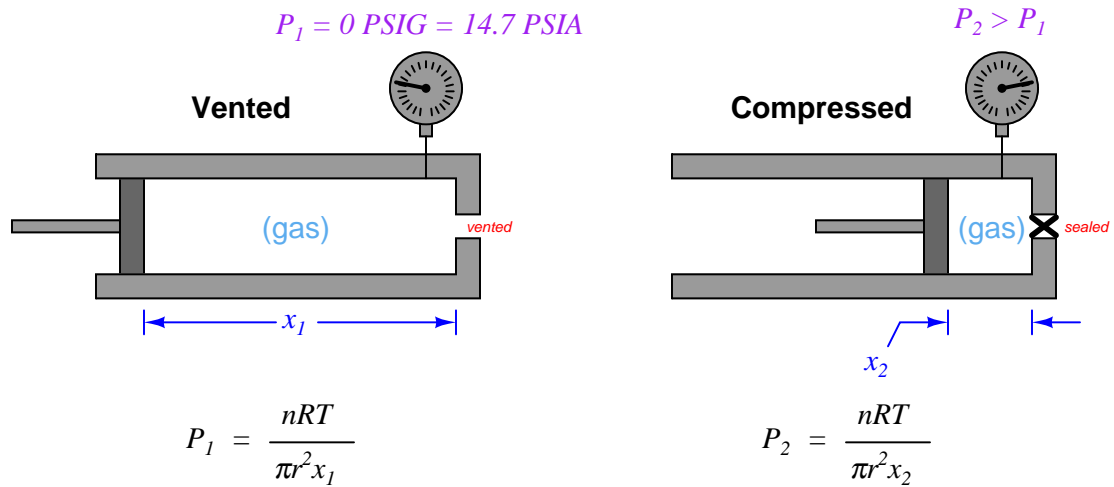 P₁ = 0 PSIG = 14.7 PSIA
Vented
(gas)
vented
x₁
P₁ = nRT / πr²x₁
P₂ > P₁
Compressed
(gas)
sealed
x₂
P₂ = nRT / πr²x₂